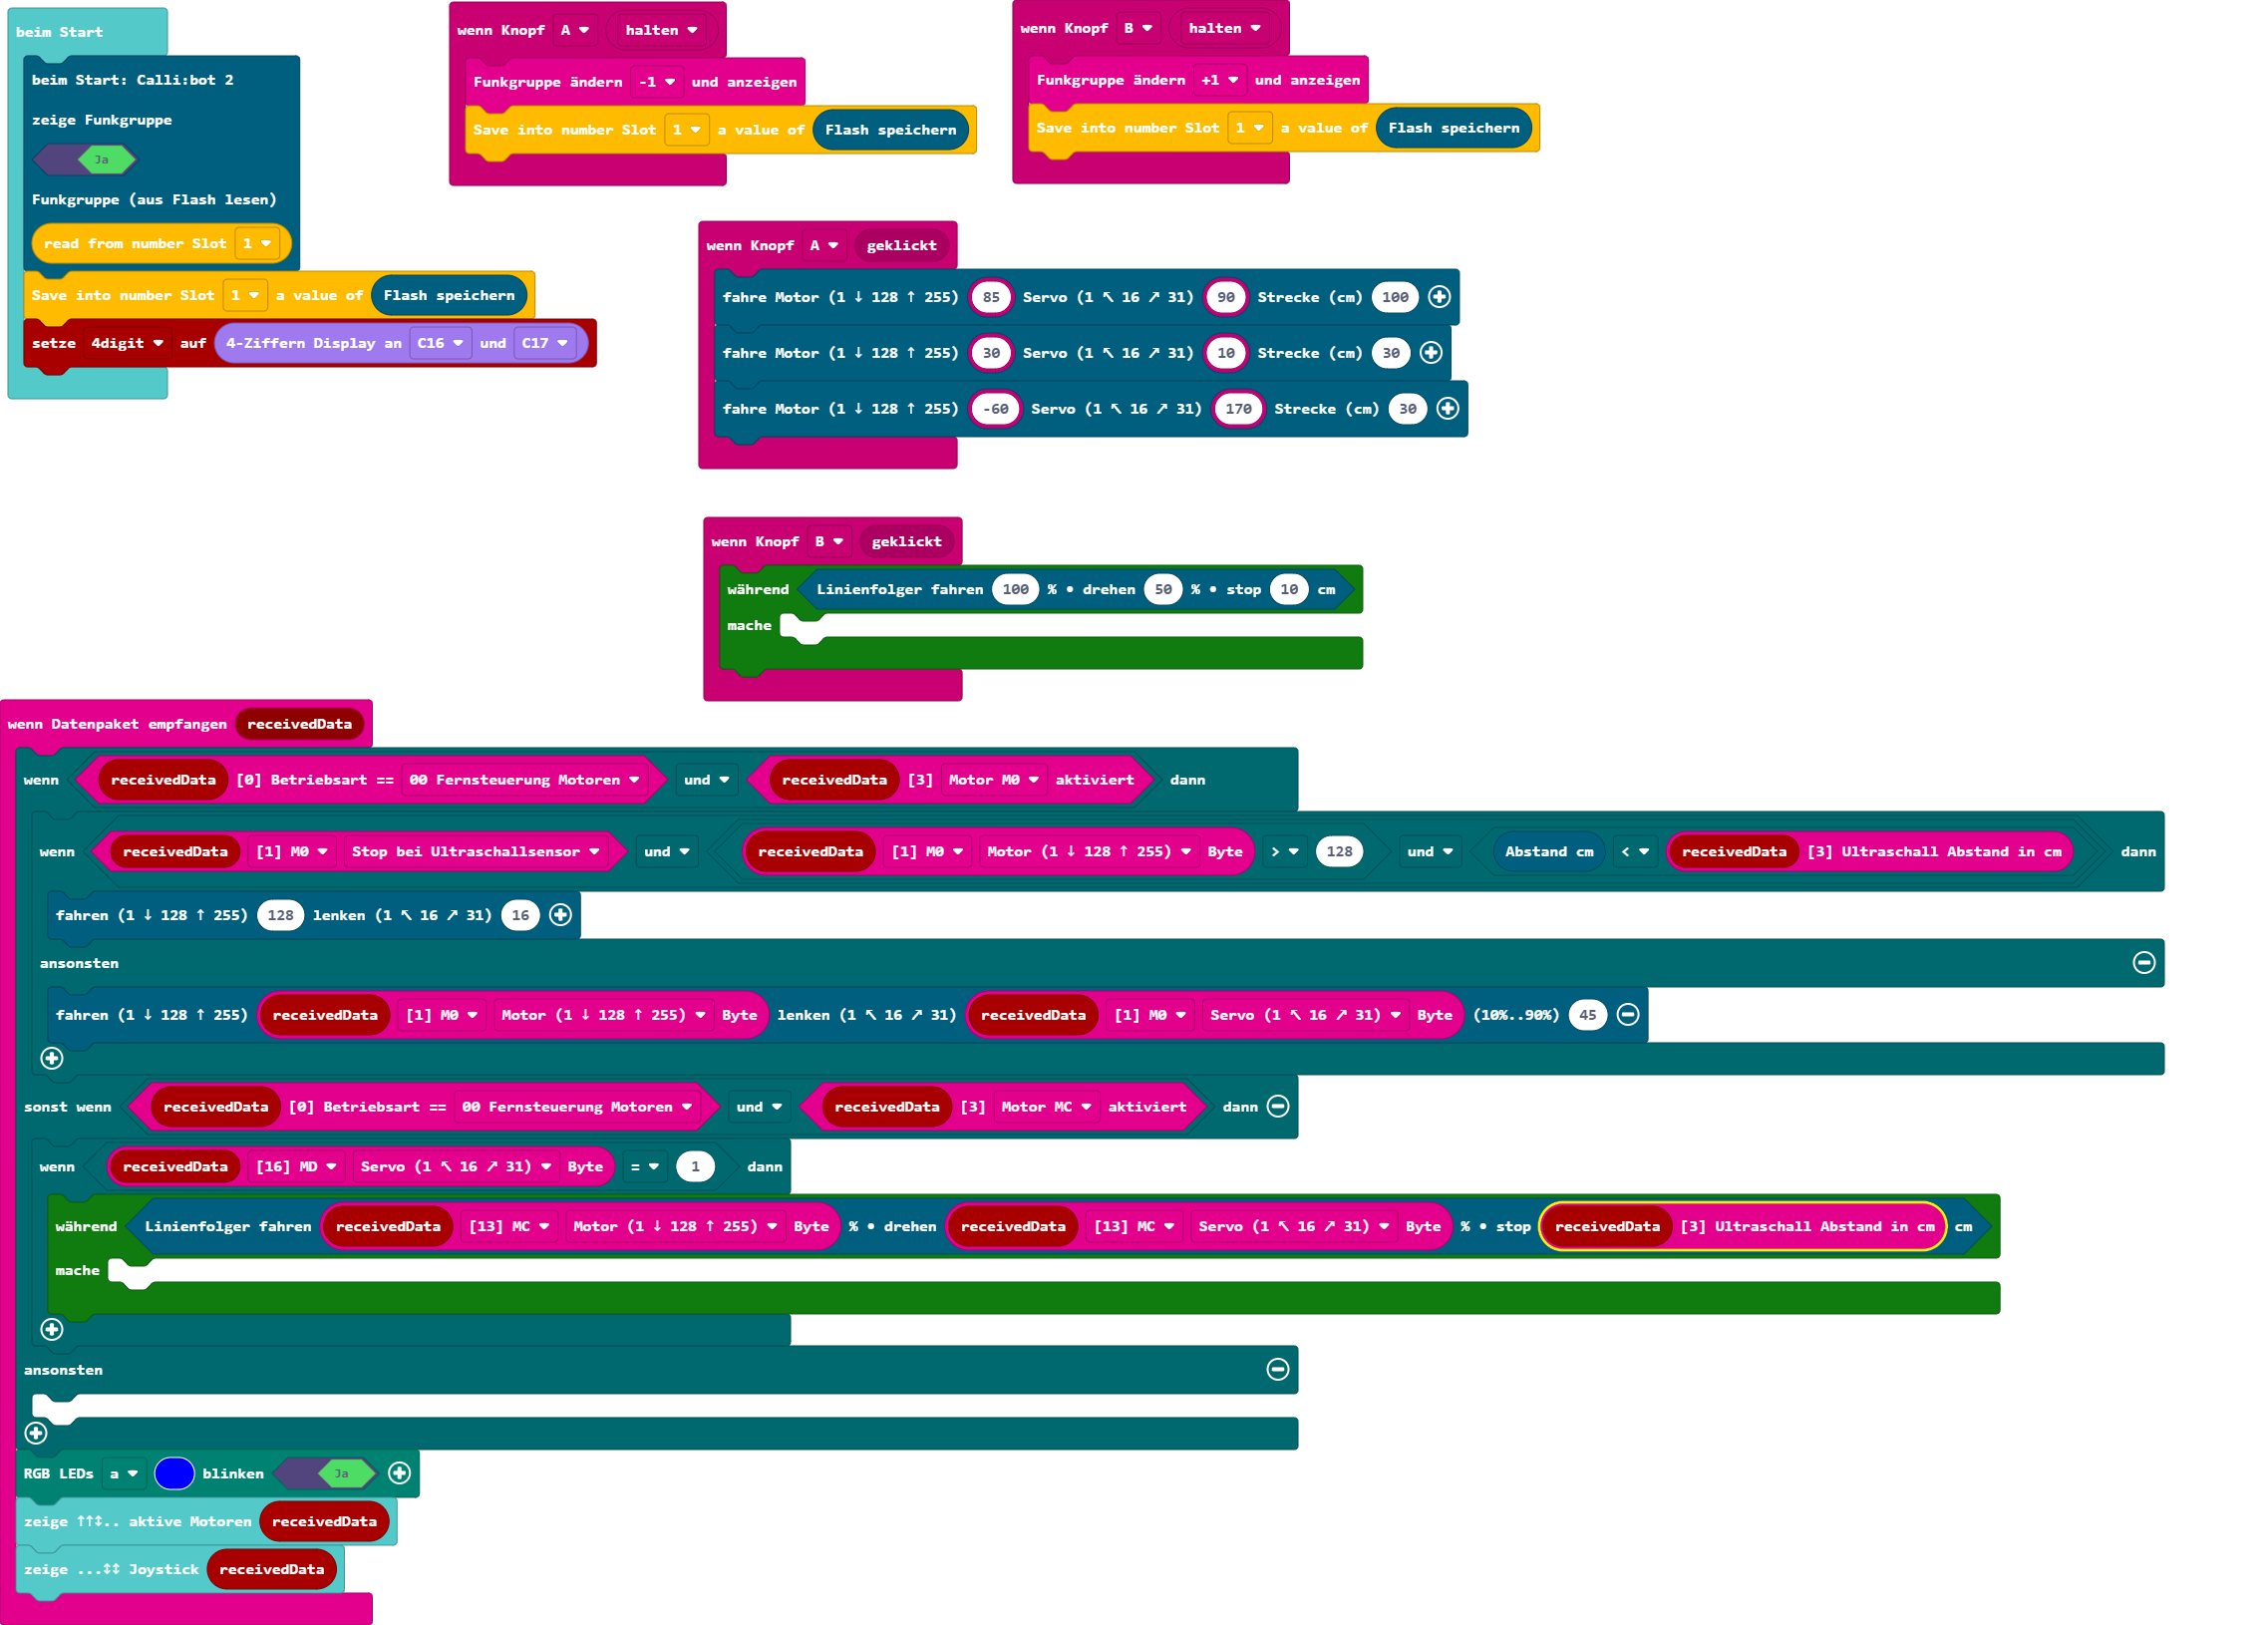 beim Start
beim Start: Calli:bot 2
zeige Funkgruppe
Ja
Funkgruppe (aus Flash lesen)
read from number Slot 1
Save into number Slot 1 a value of Flash speichern
setze 4digit auf 4-Ziffern Display an C16 und C17
wenn Knopf A halten
Funkgruppe ändern -1 und anzeigen
Save into number Slot 1 a value of Flash speichern
wenn Knopf B halten
Funkgruppe ändern +1 und anzeigen
Save into number Slot 1 a value of Flash speichern
wenn Knopf A geklickt
fahre Motor (1 ↓ 128 ↑ 255) 85 Servo (1 ↖ 16 ↗ 31) 90 Strecke (cm) 100
fahre Motor (1 ↓ 128 ↑ 255) 30 Servo (1 ↖ 16 ↗ 31) 10 Strecke (cm) 30
fahre Motor (1 ↓ 128 ↑ 255) -60 Servo (1 ↖ 16 ↗ 31) 170 Strecke (cm) 30
wenn Knopf B geklickt
während Linienfolger fahren 100 % • drehen 50 % • stop 10 cm
mache
wenn Datenpaket empfangen receivedData
wenn receivedData [0] Betriebsart == 00 Fernsteuerung Motoren und receivedData [3] Motor M0 aktiviert dann
wenn receivedData [1] M0 Stop bei Ultraschallsensor und receivedData [1] M0 Motor (1 ↓ 128 ↑ 255) Byte > 128 und Abstand cm < receivedData [3] Ultraschall Abstand in cm dann
fahren (1 ↓ 128 ↑ 255) 128 lenken (1 ↖ 16 ↗ 31) 16
ansonsten
fahren (1 ↓ 128 ↑ 255) receivedData [1] M0 Motor (1 ↓ 128 ↑ 255) Byte lenken (1 ↖ 16 ↗ 31) receivedData [1] M0 Servo (1 ↖ 16 ↗ 31) Byte (10%..90%) 45
sonst wenn receivedData [0] Betriebsart == 00 Fernsteuerung Motoren und receivedData [3] Motor MC aktiviert dann
wenn receivedData [16] MD Servo (1 ↖ 16 ↗ 31) Byte = 1 dann
während Linienfolger fahren receivedData [13] MC Motor (1 ↓ 128 ↑ 255) Byte % • drehen receivedData [13] MC Servo (1 ↖ 16 ↗ 31) Byte % • stop receivedData [3] Ultraschall Abstand in cm cm
mache
ansonsten
RGB LEDs a blinken Ja
zeige ↑↑↕.. aktive Motoren receivedData
zeige ...↕↕ Joystick receivedData